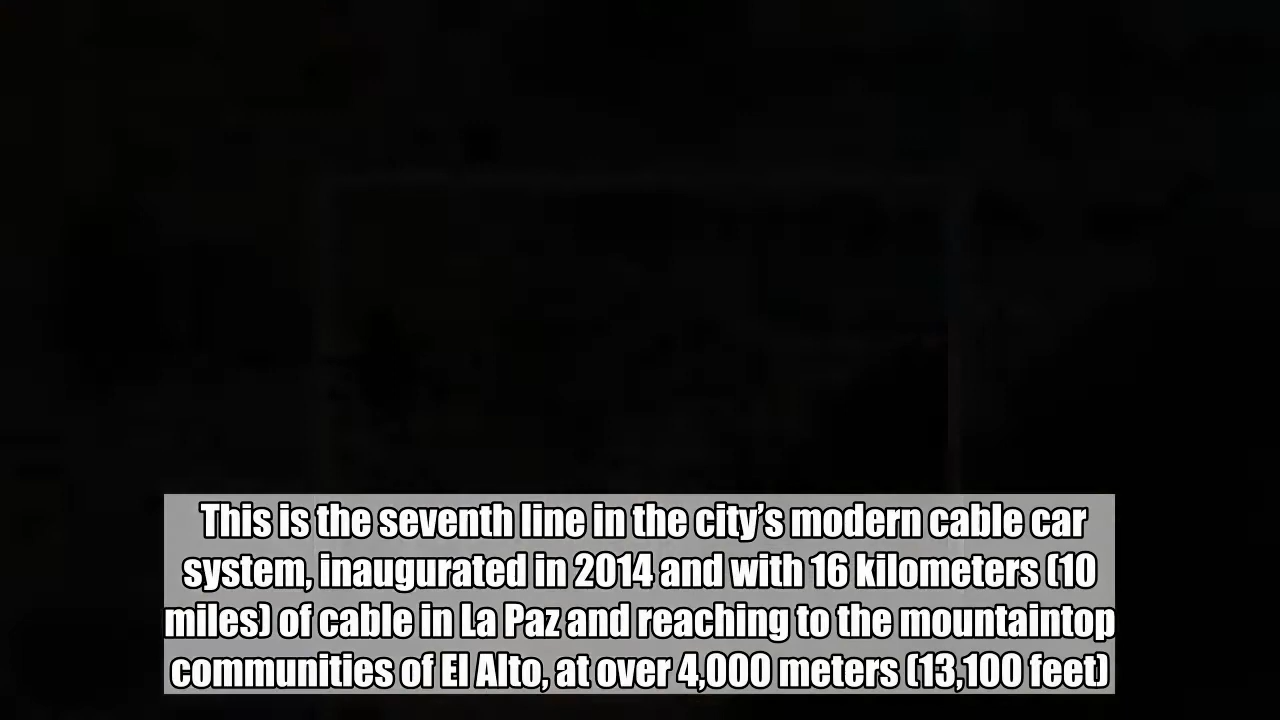 This is the seventh line in the city’s modern cable car
system, inaugurated in 2014 and with 16 kilometers (10
miles) of cable in La Paz and reaching to the mountaintop
communities of El Alto, at over 4,000 meters (13,100 feet)